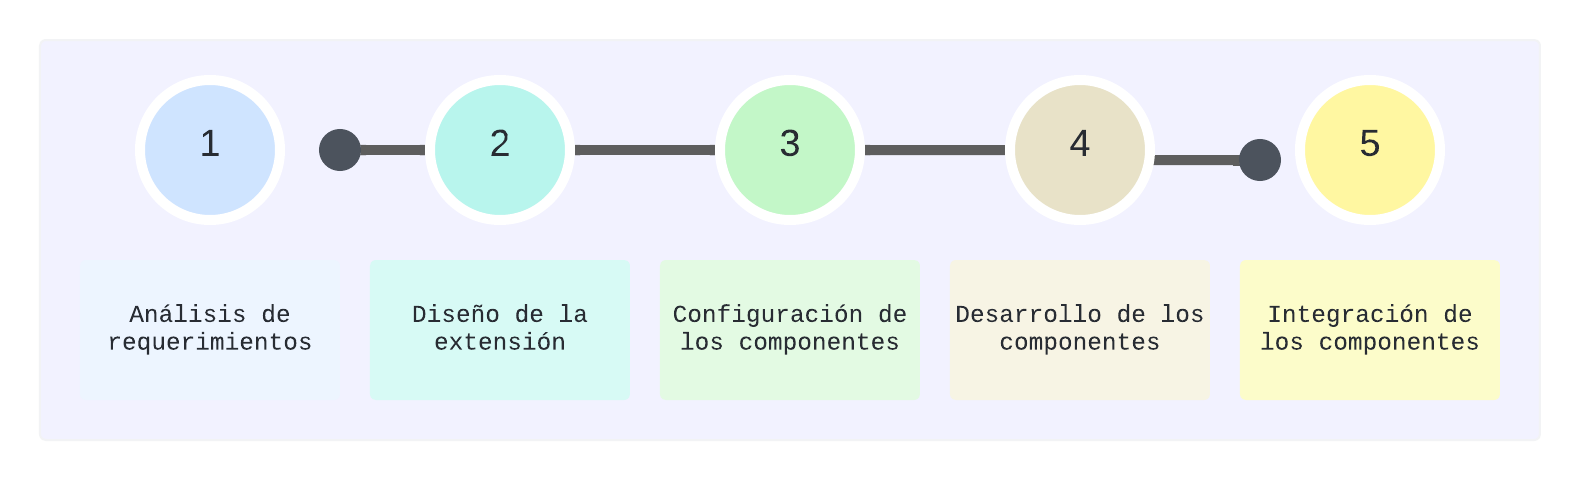 1
2
3
4
5
Análisis de
requerimientos
Diseño de la
extensión
Configuración de
los componentes
Desarrollo de los
componentes
Integración de
los componentes